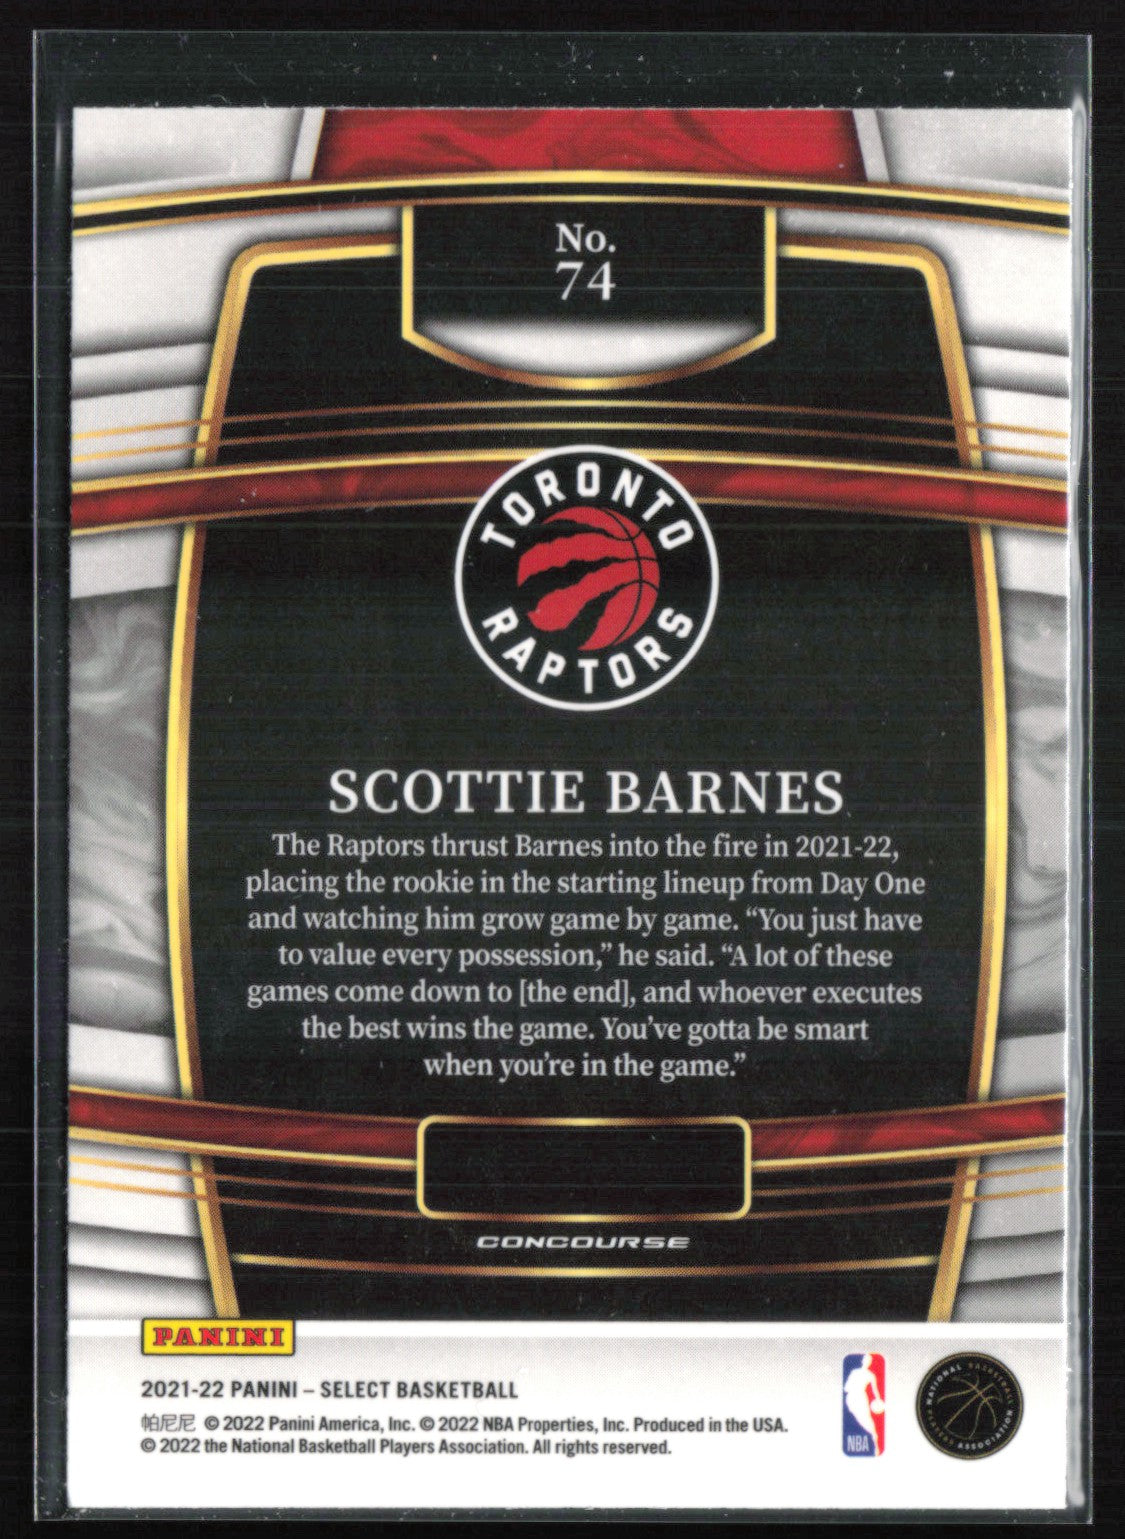 No.
74
TORONTO
RAPTORS
SCOTTIE BARNES
The Raptors thrust Barnes into the fire in 2021-22,
placing the rookie in the starting lineup from Day One
and watching him grow game by game. “You just have
to value every possession,” he said. “A lot of these
games come down to [the end], and whoever executes
the best wins the game. You’ve gotta be smart
when you’re in the game.”
CONCOURSE
PANINI
2021-22 PANINI – SELECT BASKETBALL
帕尼尼 © 2022 Panini America, Inc. © 2022 NBA Properties, Inc. Produced in the USA.
© 2022 the National Basketball Players Association. All rights reserved.
NBA
NATIONAL BASKETBALL
PLAYERS ASSOCIATION